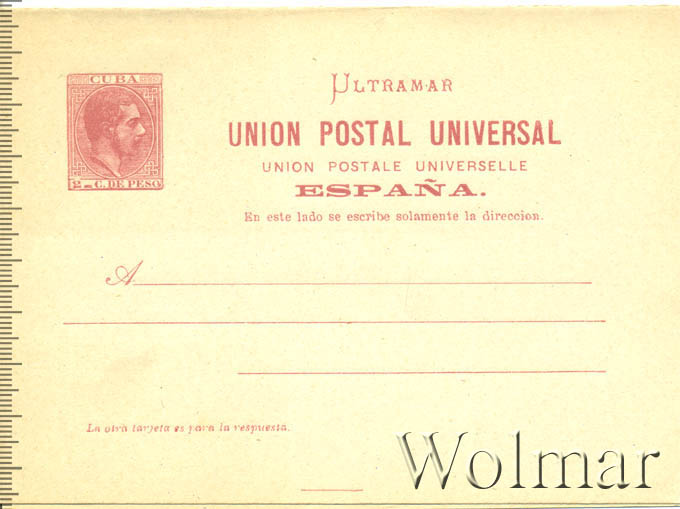 CUBA
2 c. C. DE PESO
ULTRAMAR
UNION POSTAL UNIVERSAL
UNION POSTALE UNIVERSELLE
ESPAÑA.
En este lado se escribe solamente la direccion.
A
La otra tarjeta es para la respuesta.
Wolmar